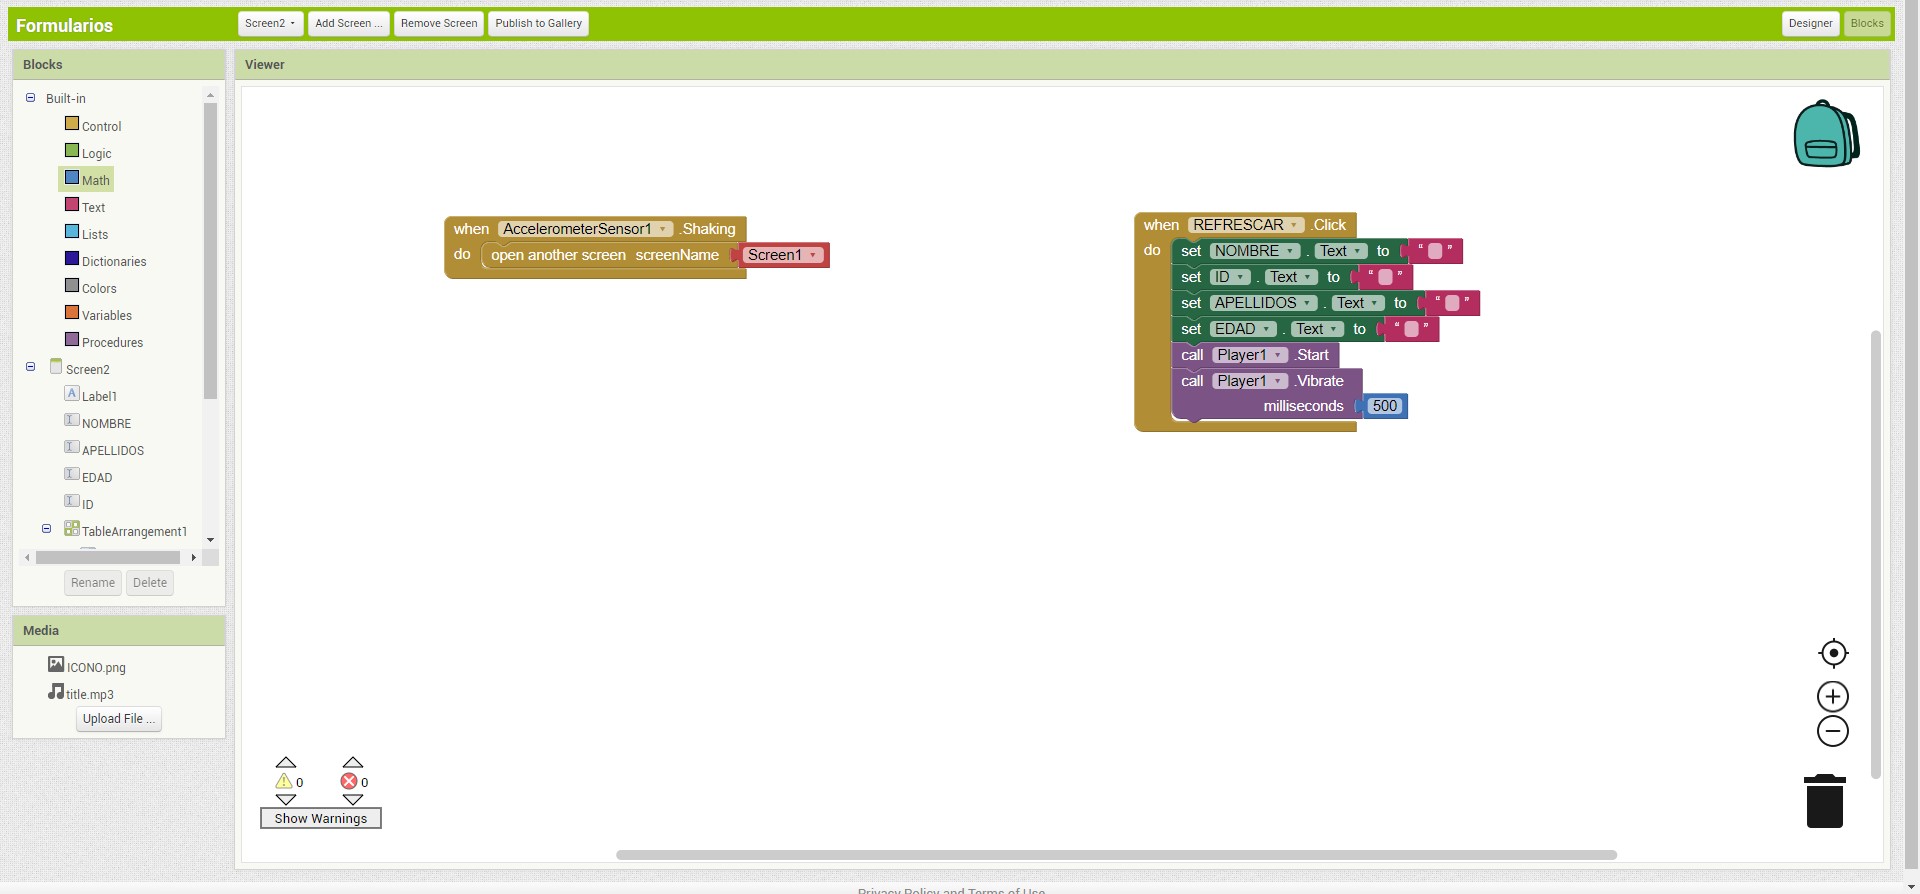 Formularios
Screen2
Add Screen ...
Remove Screen
Publish to Gallery
Designer
Blocks
Blocks
Built-in
Control
Logic
Math
Text
Lists
Dictionaries
Colors
Variables
Procedures
Screen2
A Label1
NOMBRE
APELLIDOS
EDAD
ID
TableArrangement1
Rename
Delete
Media
ICONO.png
title.mp3
Upload File ...
Viewer
when AccelerometerSensor1 .Shaking
do open another screen screenName Screen1
when REFRESCAR .Click
do set NOMBRE . Text to “ ”
set ID . Text to “ ”
set APELLIDOS . Text to “ ”
set EDAD . Text to “ ”
call Player1 .Start
call Player1 .Vibrate
milliseconds 500
0 0
Show Warnings
Privacy Policy and Terms of Use